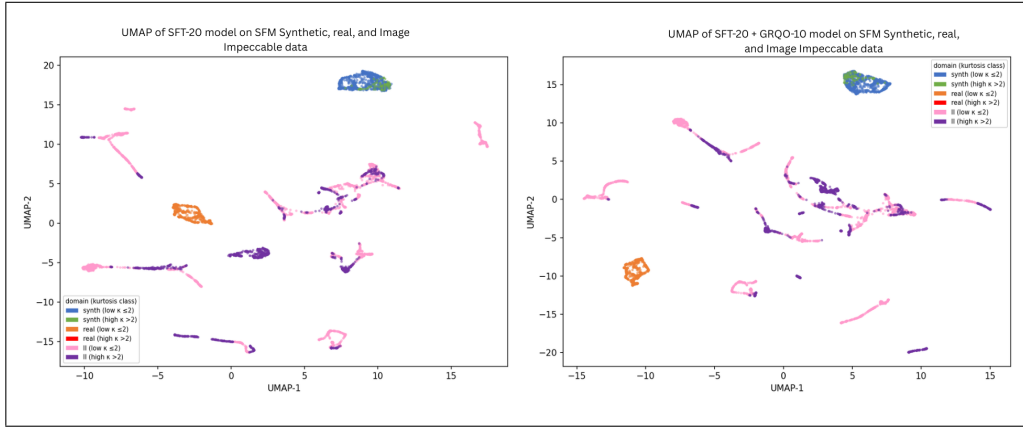 UMAP of SFT-20 model on SFM Synthetic, real, and Image
Impeccable data
20
15
10
5
0
−5
−10
−15
UMAP-2
−10
−5
0
5
10
15
UMAP-1
domain (kurtosis class)
synth (low κ ≤2)
synth (high κ >2)
real (low κ ≤2)
real (high κ >2)
II (low κ ≤2)
II (high κ >2)
UMAP of SFT-20 + GRQO-10 model on SFM Synthetic, real,
and Image Impeccable data
domain (kurtosis class)
synth (low κ ≤2)
synth (high κ >2)
real (low κ ≤2)
real (high κ >2)
II (low κ ≤2)
II (high κ >2)
15
10
5
0
−5
−10
−15
−20
UMAP-2
−15
−10
−5
0
5
10
15
UMAP-1